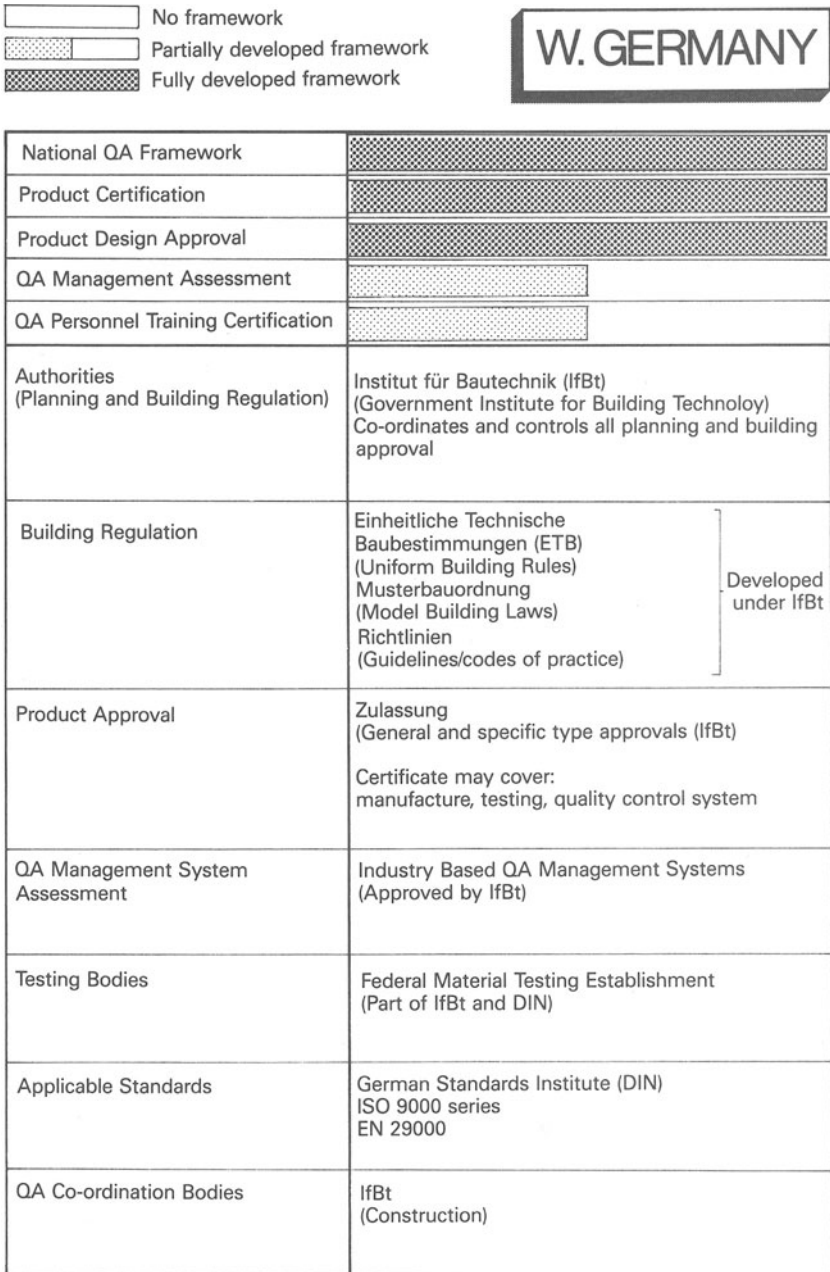 No framework
Partially developed framework
Fully developed framework
W. GERMANY
National QA Framework
Product Certification
Product Design Approval
QA Management Assessment
QA Personnel Training Certification
Authorities
(Planning and Building Regulation)
Institut für Bautechnik (IfBt)
(Government Institute for Building Technoloy)
Co-ordinates and controls all planning and building
approval
Building Regulation
Einheitliche Technische
Baubestimmungen (ETB)
(Uniform Building Rules)
Musterbauordnung
(Model Building Laws)
Richtlinien
(Guidelines/codes of practice)
Developed
under IfBt
Product Approval
Zulassung
(General and specific type approvals (IfBt)
Certificate may cover:
manufacture, testing, quality control system
QA Management System
Assessment
Industry Based QA Management Systems
(Approved by IfBt)
Testing Bodies
Federal Material Testing Establishment
(Part of IfBt and DIN)
Applicable Standards
German Standards Institute (DIN)
ISO 9000 series
EN 29000
QA Co-ordination Bodies
IfBt
(Construction)